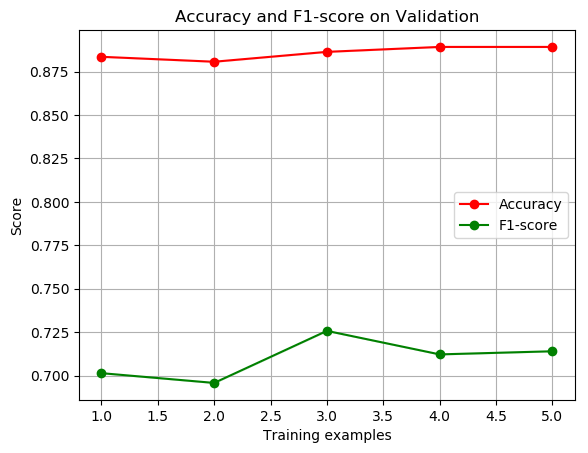 Accuracy and F1-score on Validation
0.875
0.850
0.825
0.800
0.775
0.750
0.725
0.700
Score
Accuracy
F1-score
1.0 1.5 2.0 2.5 3.0 3.5 4.0 4.5 5.0
Training examples